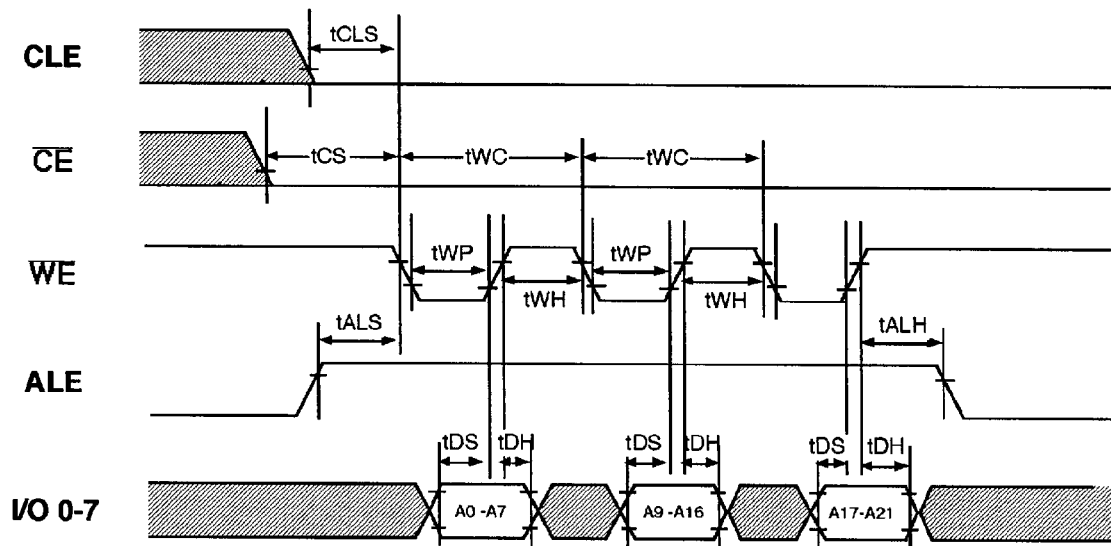 CLE
tCLS
CE
tCS
tWC
tWC
WE
tWP
tWH
tWP
tWH
tALS
tALH
ALE
tDS
tDH
tDS
tDH
tDS
tDH
I/O 0-7
A0 -A7
A9 -A16
A17-A21